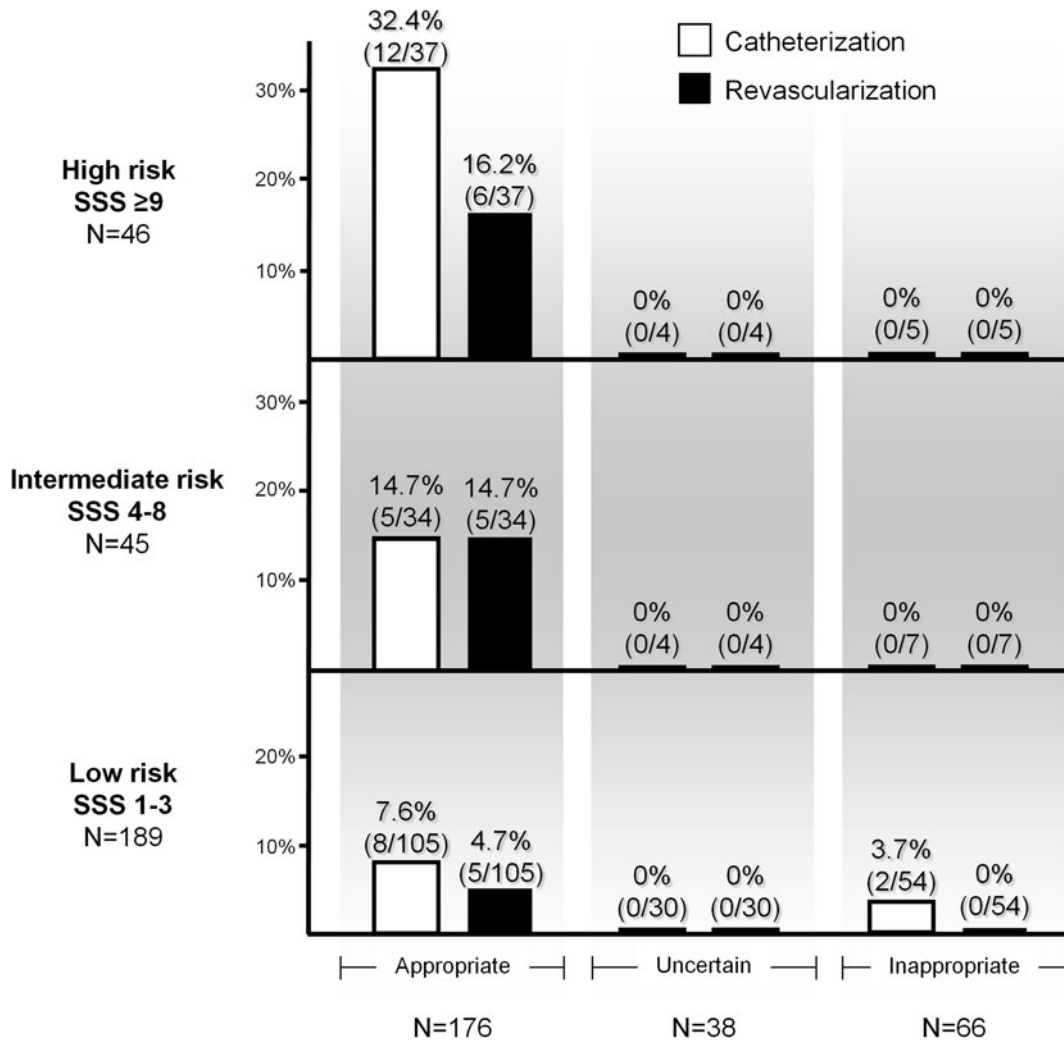 Catheterization
Revascularization
High risk
SSS ≥9
N=46
30%
20%
10%
32.4%
(12/37)
16.2%
(6/37)
0%
(0/4)
0%
(0/4)
0%
(0/5)
0%
(0/5)
Intermediate risk
SSS 4-8
N=45
30%
20%
10%
14.7%
(5/34)
14.7%
(5/34)
0%
(0/4)
0%
(0/4)
0%
(0/7)
0%
(0/7)
Low risk
SSS 1-3
N=189
20%
10%
7.6%
(8/105)
4.7%
(5/105)
0%
(0/30)
0%
(0/30)
3.7%
(2/54)
0%
(0/54)
Appropriate
Uncertain
Inappropriate
N=176
N=38
N=66